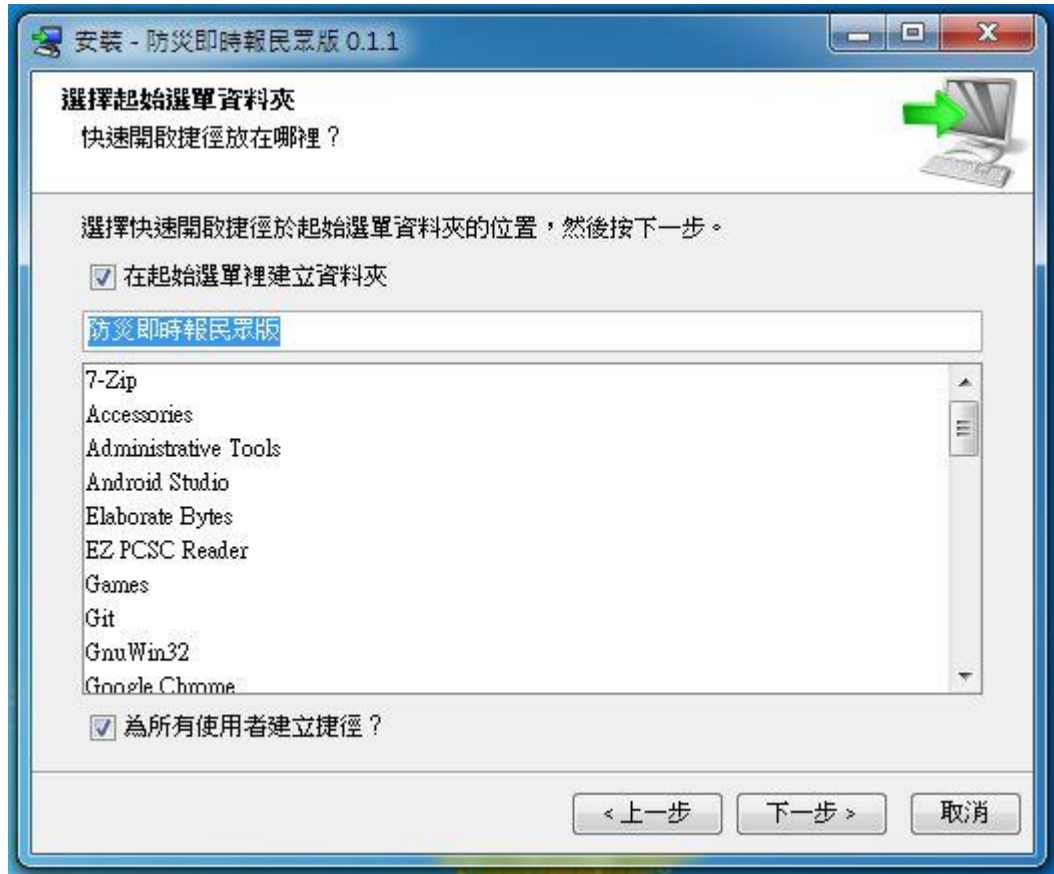 安裝 - 防災即時報民眾版 0.1.1
選擇起始選單資料夾
快速開啟捷徑放在哪裡？
選擇快速開啟捷徑於起始選單資料夾的位置，然後按下一步。
在起始選單裡建立資料夾
防災即時報民眾版
7-Zip
Accessories
Administrative Tools
Android Studio
Elaborate Bytes
EZ PCSC Reader
Games
Git
GnuWin32
Google Chrome
為所有使用者建立捷徑？
<上一步
下一步>
取消